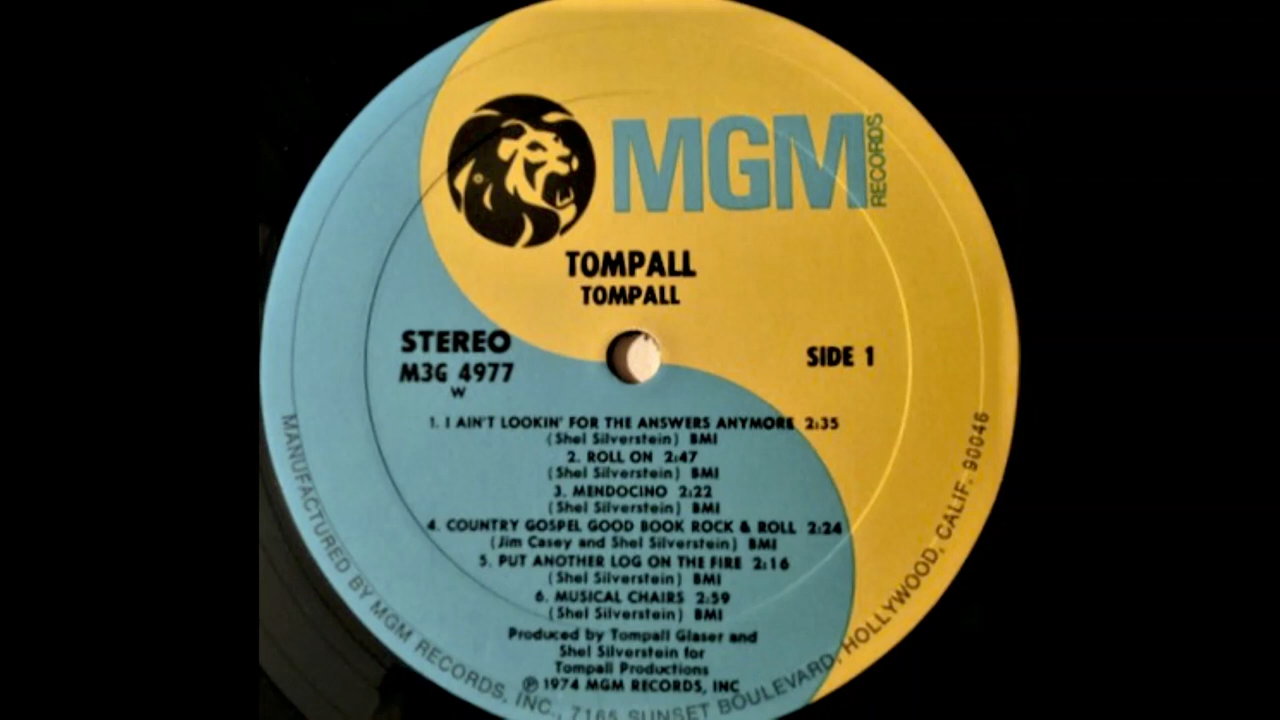 MGM
RECORDS
TOMPALL
TOMPALL
STEREO
M3G 4977
W
SIDE 1
1. I AIN'T LOOKIN' FOR THE ANSWERS ANYMORE 2:35
(Shel Silverstein) BMI
2. ROLL ON 2:47
(Shel Silverstein) BMI
3. MENDOCINO 2:22
(Shel Silverstein) BMI
4. COUNTRY GOSPEL GOOD BOOK ROCK & ROLL 2:24
(Jim Casey and Shel Silverstein) BMI
5. PUT ANOTHER LOG ON THE FIRE 2:16
(Shel Silverstein) BMI
6. MUSICAL CHAIRS 2:59
(Shel Silverstein) BMI
Produced by Tompall Glaser and
Shel Silverstein for
Tompall Productions
℗ 1974 MGM RECORDS, INC
MANUFACTURED BY MGM RECORDS, INC., 7165 SUNSET BOULEVARD, HOLLYWOOD, CALIF. 90046